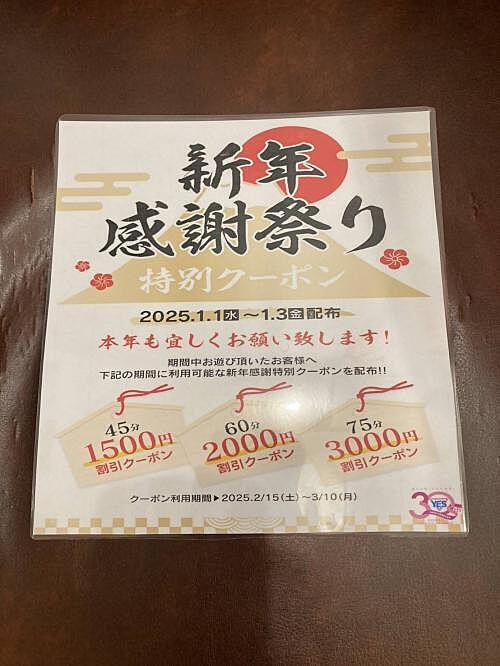 新年
感謝祭り
特別クーポン
2025.1.1水~1.3金配布
本年も宜しくお願い致します!
期間中お遊び頂いたお客様へ
下記の期間に利用可能な新年感謝特別クーポンを配布!!
45分
1500円
割引クーポン
60分
2000円
割引クーポン
75分
3000円
割引クーポン
クーポン利用期間▶2025.2/15(土)~3/10(月)
30
YES